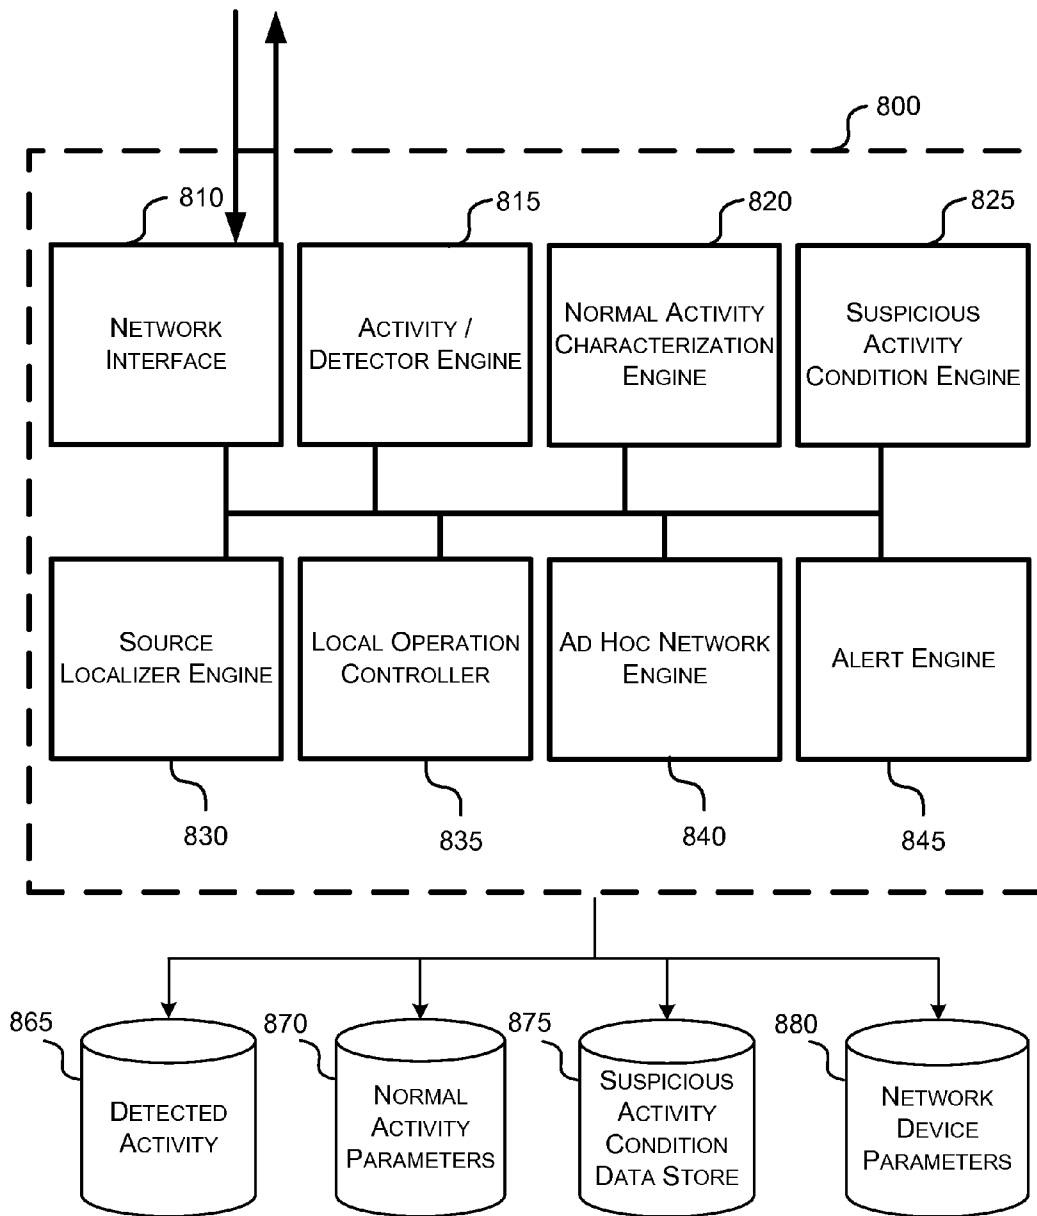 800
810
815
820
825
NETWORK
INTERFACE
ACTIVITY /
DETECTOR ENGINE
NORMAL ACTIVITY
CHARACTERIZATION
ENGINE
SUSPICIOUS
ACTIVITY
CONDITION ENGINE
SOURCE
LOCALIZER ENGINE
LOCAL OPERATION
CONTROLLER
AD HOC NETWORK
ENGINE
ALERT ENGINE
830
835
840
845
865
870
875
880
DETECTED
ACTIVITY
NORMAL
ACTIVITY
PARAMETERS
SUSPICIOUS
ACTIVITY
CONDITION
DATA STORE
NETWORK
DEVICE
PARAMETERS